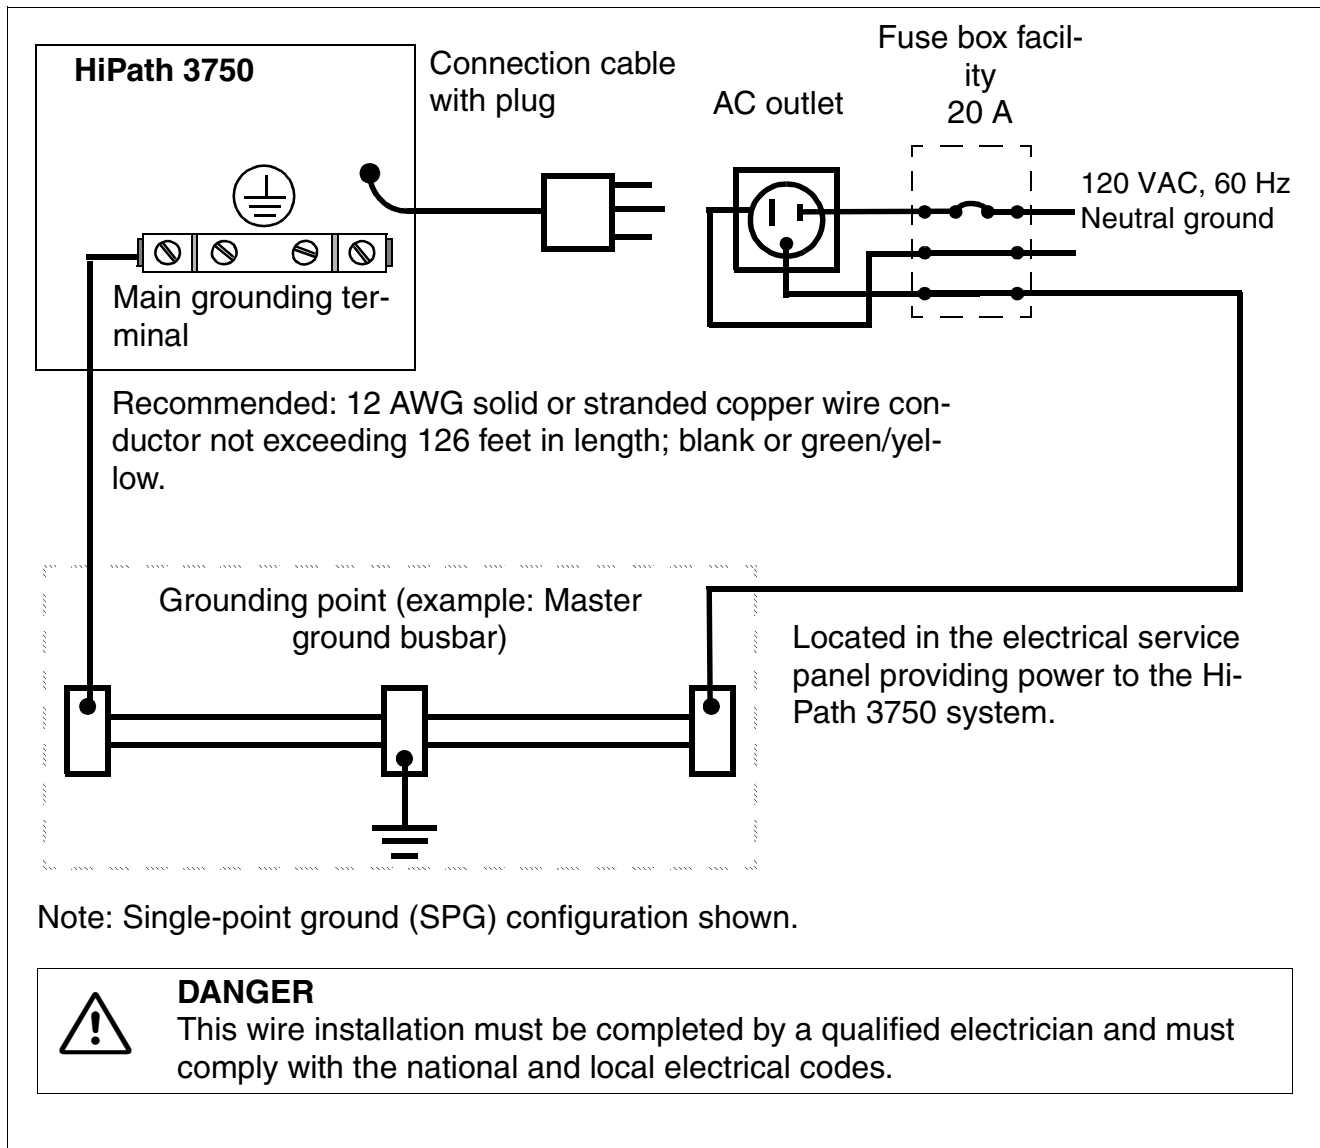 HiPath 3750
Connection cable
with plug
AC outlet
Fuse box facil-
ity
20 A
120 VAC, 60 Hz
Neutral ground
Main grounding ter-
minal
Recommended: 12 AWG solid or stranded copper wire con-
ductor not exceeding 126 feet in length; blank or green/yel-
low.
Grounding point (example: Master
ground busbar)
Located in the electrical service
panel providing power to the Hi-
Path 3750 system.
Note: Single-point ground (SPG) configuration shown.
DANGER
This wire installation must be completed by a qualified electrician and must
comply with the national and local electrical codes.